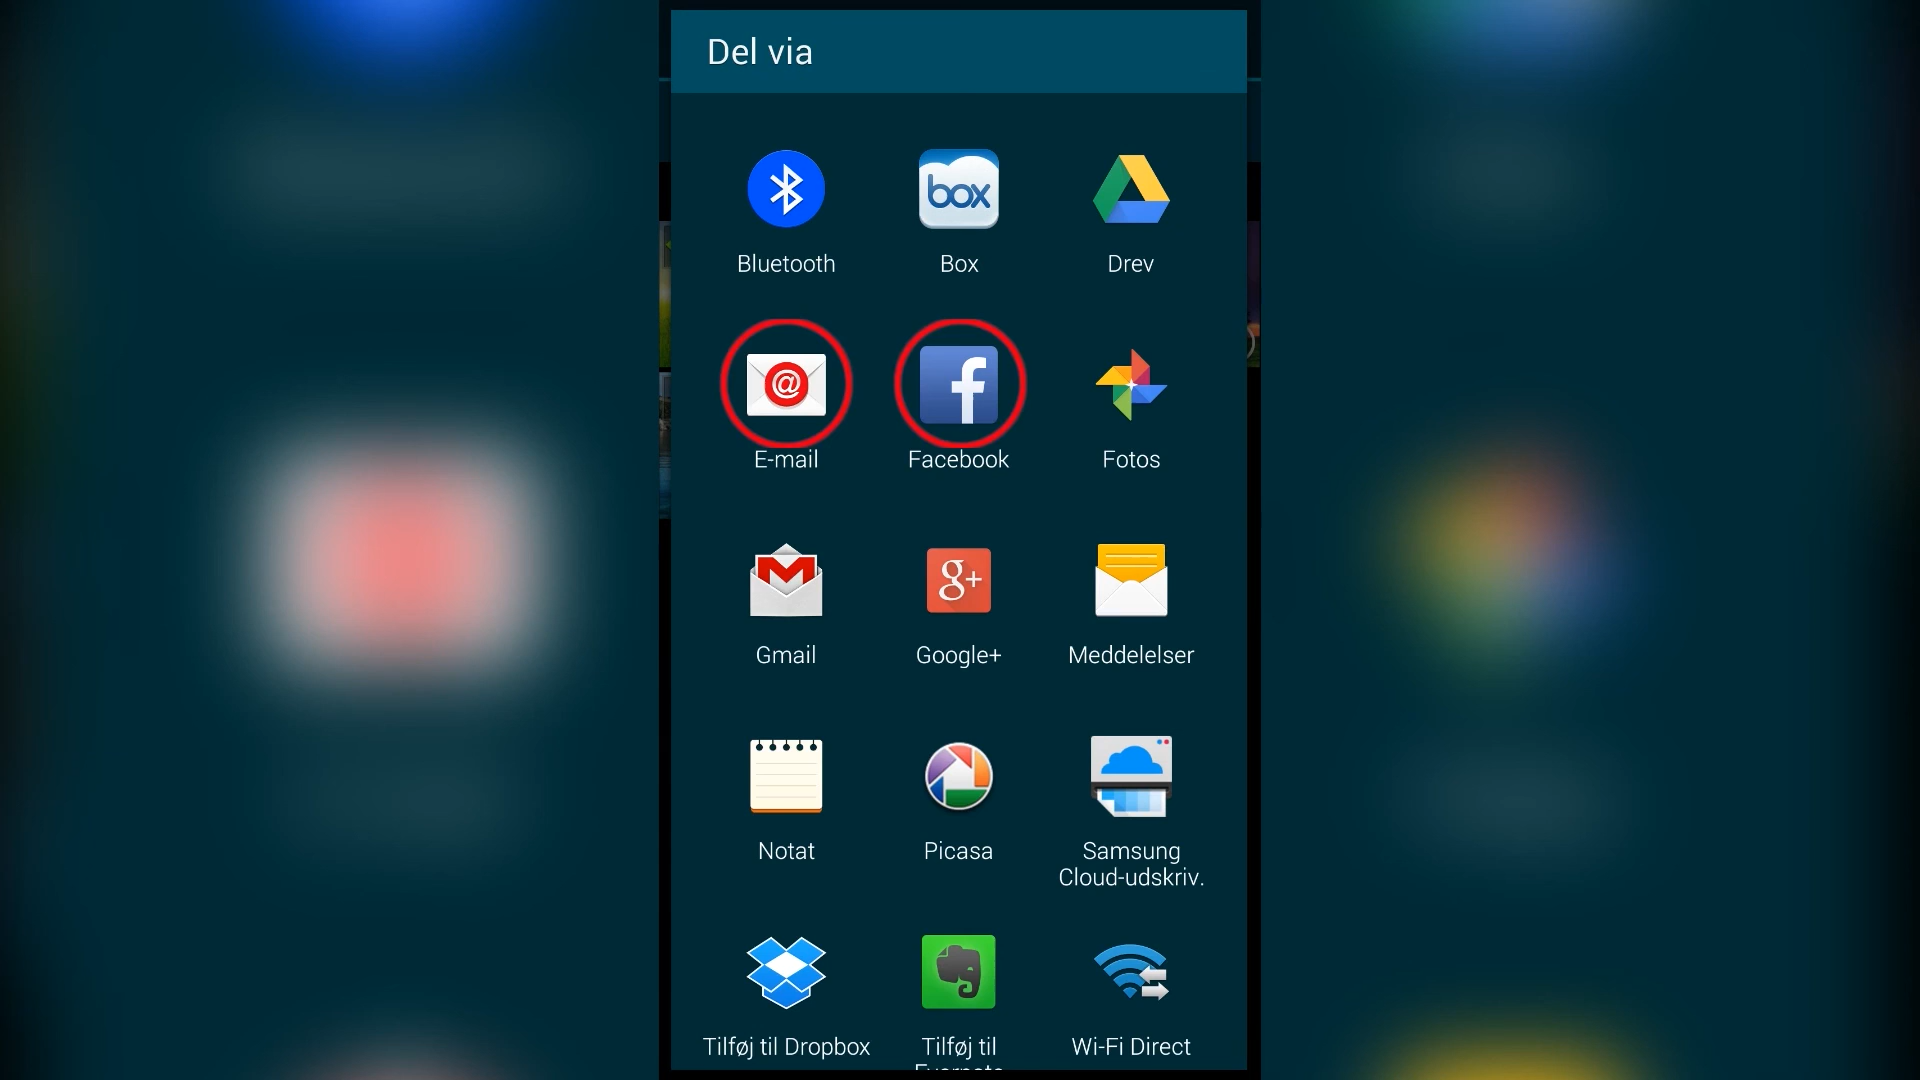 Del via
box
Bluetooth
Box
Drev
@
f
E-mail
Facebook
Fotos
g+
Gmail
Google+
Meddelelser
Notat
Picasa
Samsung
Cloud-udskriv.
Tilføj til Dropbox
Tilføj til
Evernote
Wi-Fi Direct